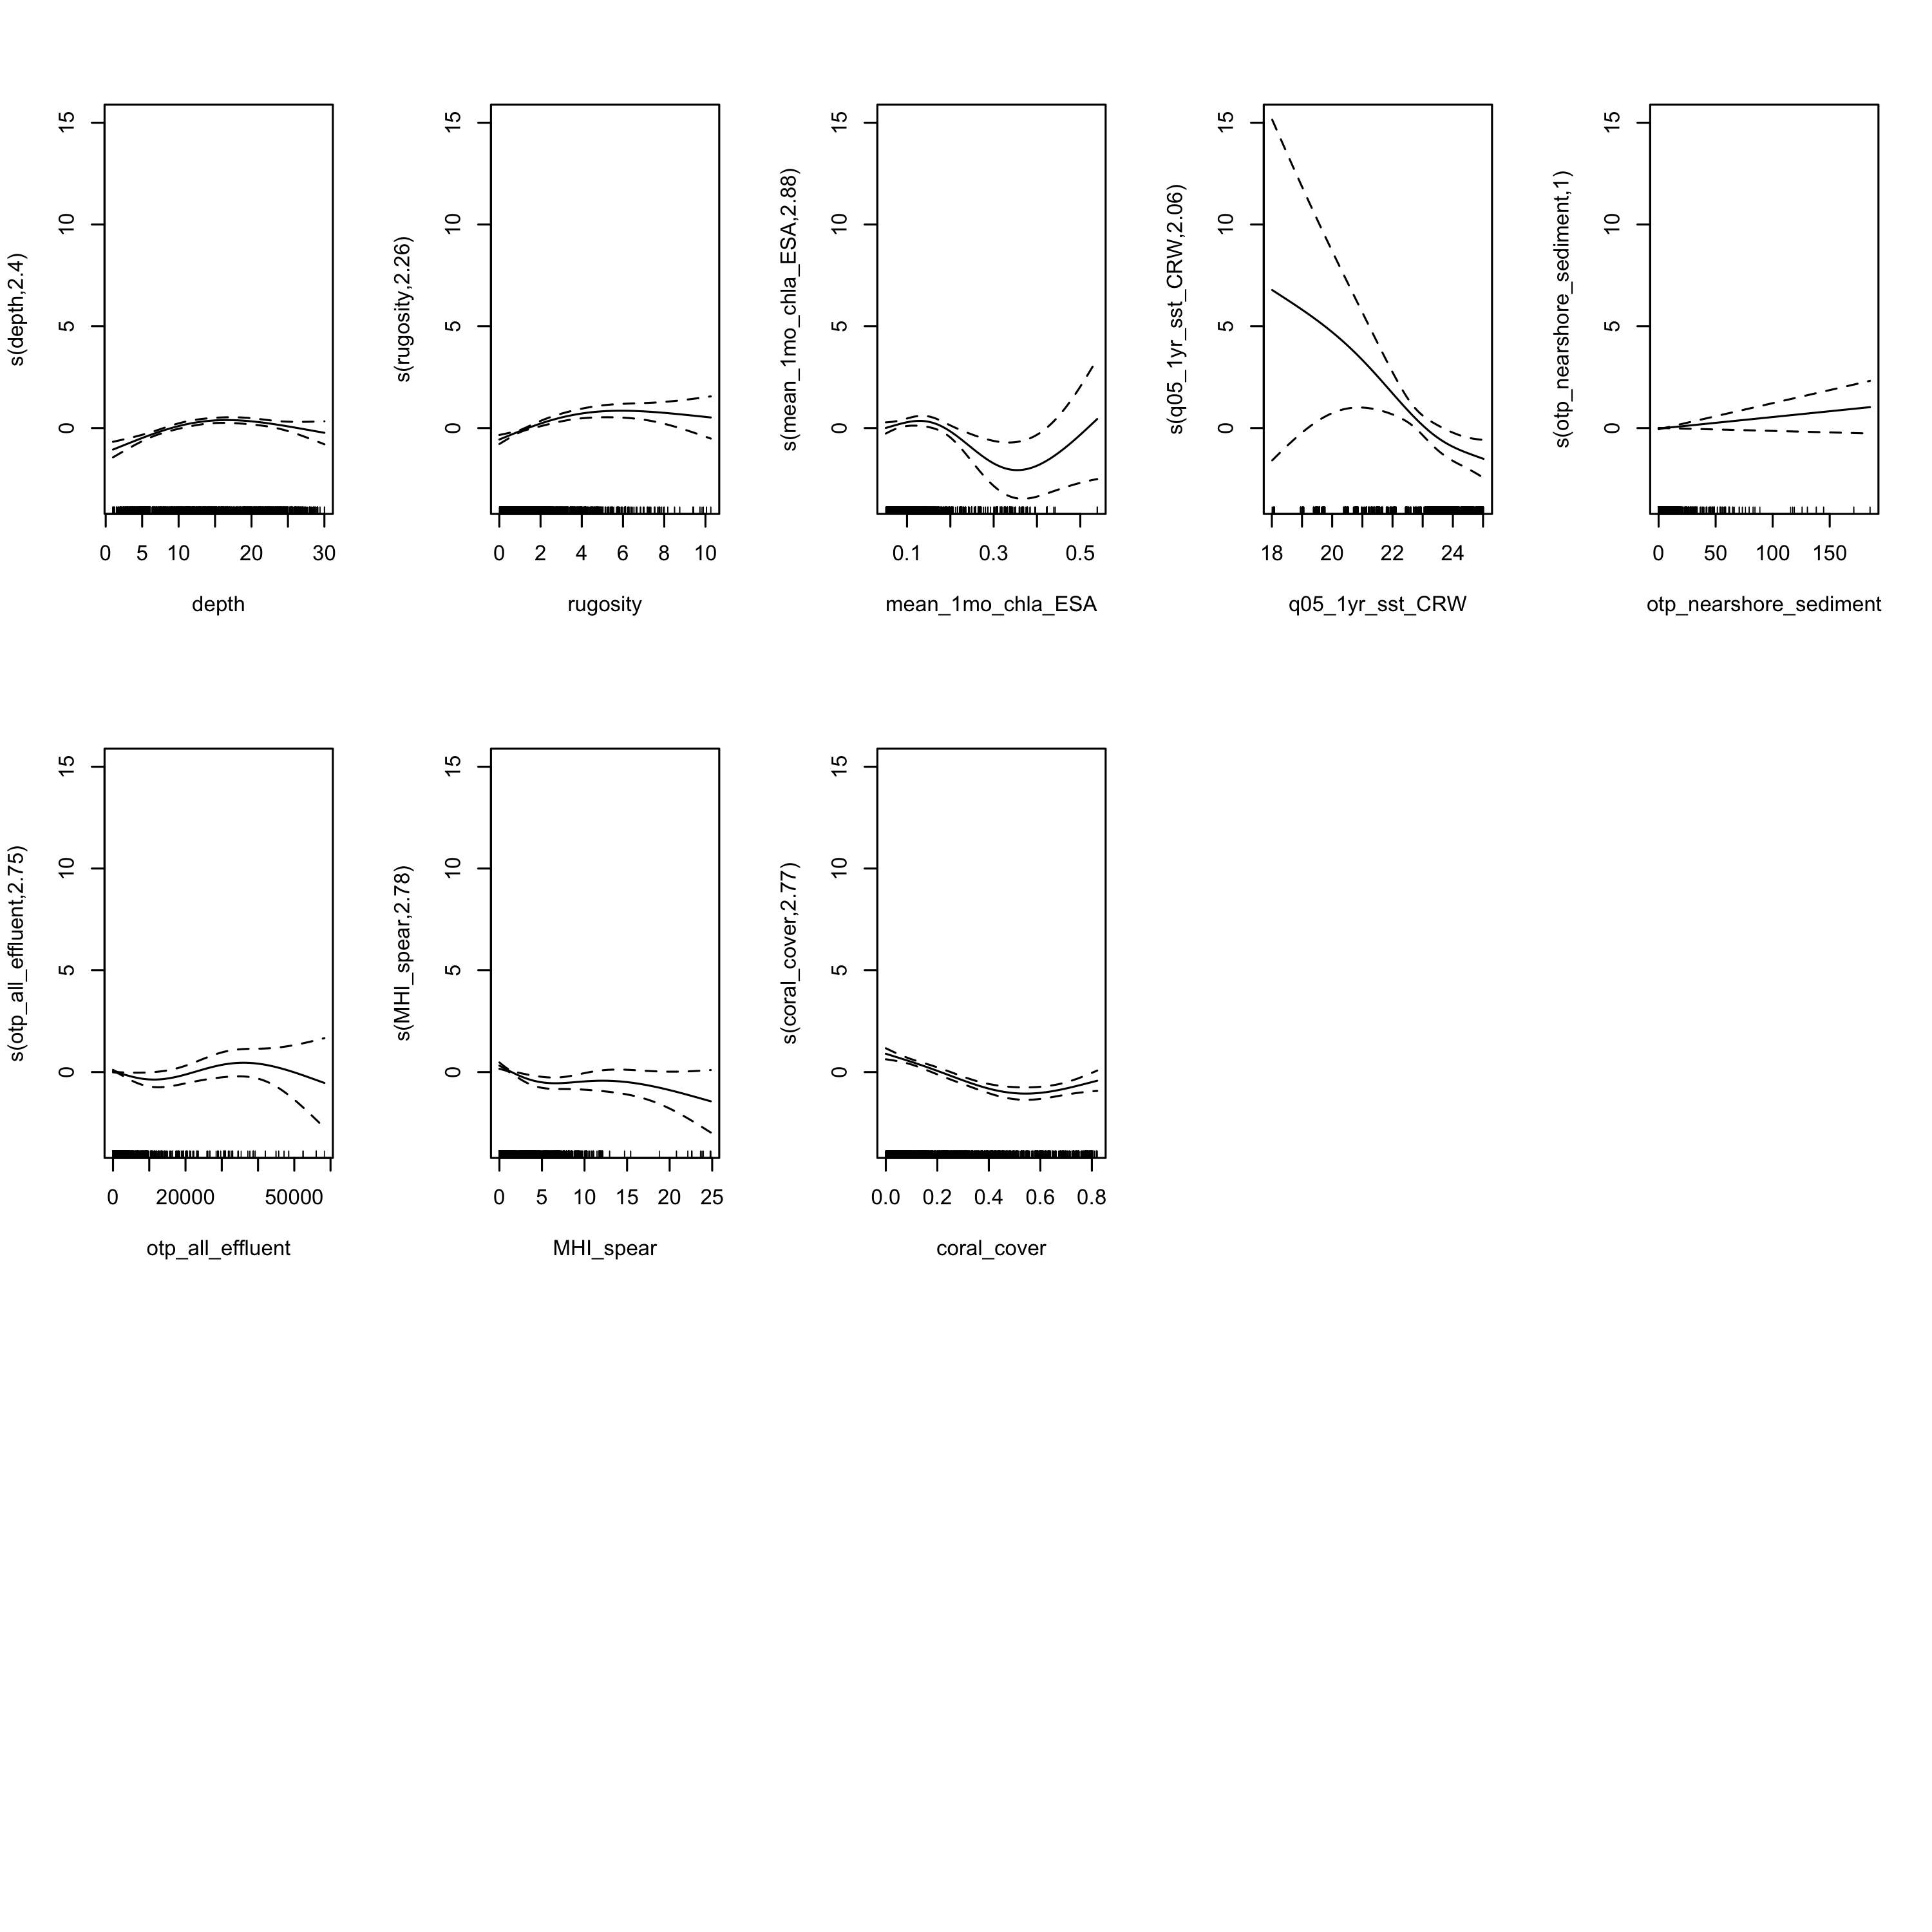 s(depth,2.4)
0 5 10 15
0 5 10 20 30
depth
s(rugosity,2.26)
0 5 10 15
0 2 4 6 8 10
rugosity
s(mean_1mo_chla_ESA,2.88)
0 5 10 15
0.1 0.3 0.5
mean_1mo_chla_ESA
s(q05_1yr_sst_CRW,2.06)
0 5 10 15
18 20 22 24
q05_1yr_sst_CRW
s(otp_nearshore_sediment,1)
0 5 10 15
0 50 100 150
otp_nearshore_sediment
s(otp_all_effluent,2.75)
0 5 10 15
0 20000 50000
otp_all_effluent
s(MHI_spear,2.78)
0 5 10 15
0 5 10 15 20 25
MHI_spear
s(coral_cover,2.77)
0 5 10 15
0.0 0.2 0.4 0.6 0.8
coral_cover